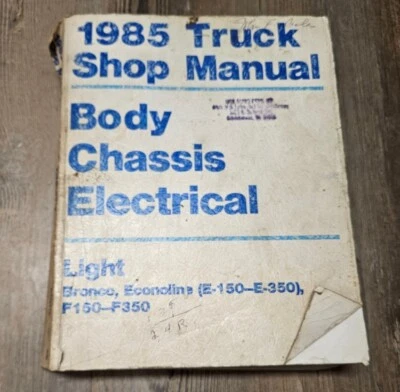 1985 Truck
Shop Manual
Body
Chassis
Electrical
Light
Bronco, Econoline (E-150–E-350),
F150–F350